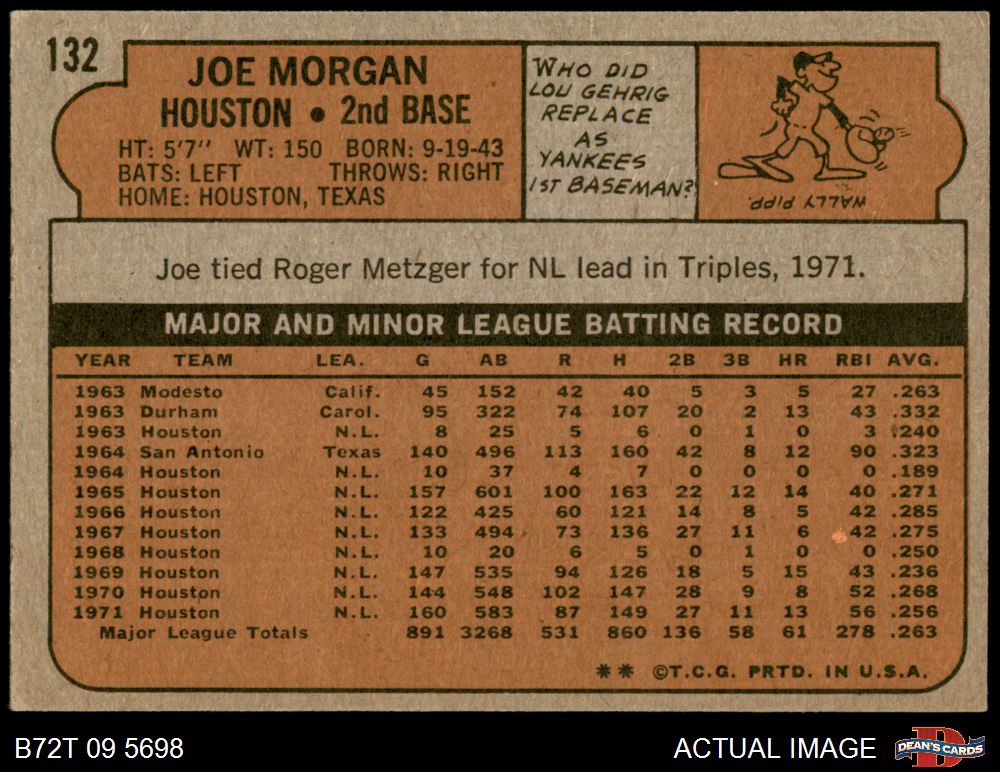 132
JOE MORGAN
HOUSTON • 2nd BASE
HT: 5'7" WT: 150 BORN: 9-19-43
BATS: LEFT THROWS: RIGHT
HOME: HOUSTON, TEXAS
WHO DID
LOU GEHRIG
REPLACE
AS
YANKEES
1ST BASEMAN?
WALLY PIPP.
Joe tied Roger Metzger for NL lead in Triples, 1971.
MAJOR AND MINOR LEAGUE BATTING RECORD
YEAR TEAM LEA. G AB R H 2B 3B HR RBI AVG.
1963 Modesto Calif. 45 152 42 40 5 3 5 27 .263
1963 Durham Carol. 95 322 74 107 20 2 13 43 .332
1963 Houston N.L. 8 25 5 6 0 1 0 3 .240
1964 San Antonio Texas 140 496 113 160 42 8 12 90 .323
1964 Houston N.L. 10 37 4 7 0 0 0 0 .189
1965 Houston N.L. 157 601 100 163 22 12 14 40 .271
1966 Houston N.L. 122 425 60 121 14 8 5 42 .285
1967 Houston N.L. 133 494 73 136 27 11 6 42 .275
1968 Houston N.L. 10 20 6 5 0 1 0 0 .250
1969 Houston N.L. 147 535 94 126 18 5 15 43 .236
1970 Houston N.L. 144 548 102 147 28 9 8 52 .268
1971 Houston N.L. 160 583 87 149 27 11 13 56 .256
Major League Totals 891 3268 531 860 136 58 61 278 .263
** ©T.C.G. PRTD. IN U.S.A.
B72T 09 5698 ACTUAL IMAGE DEAN'S CARDS